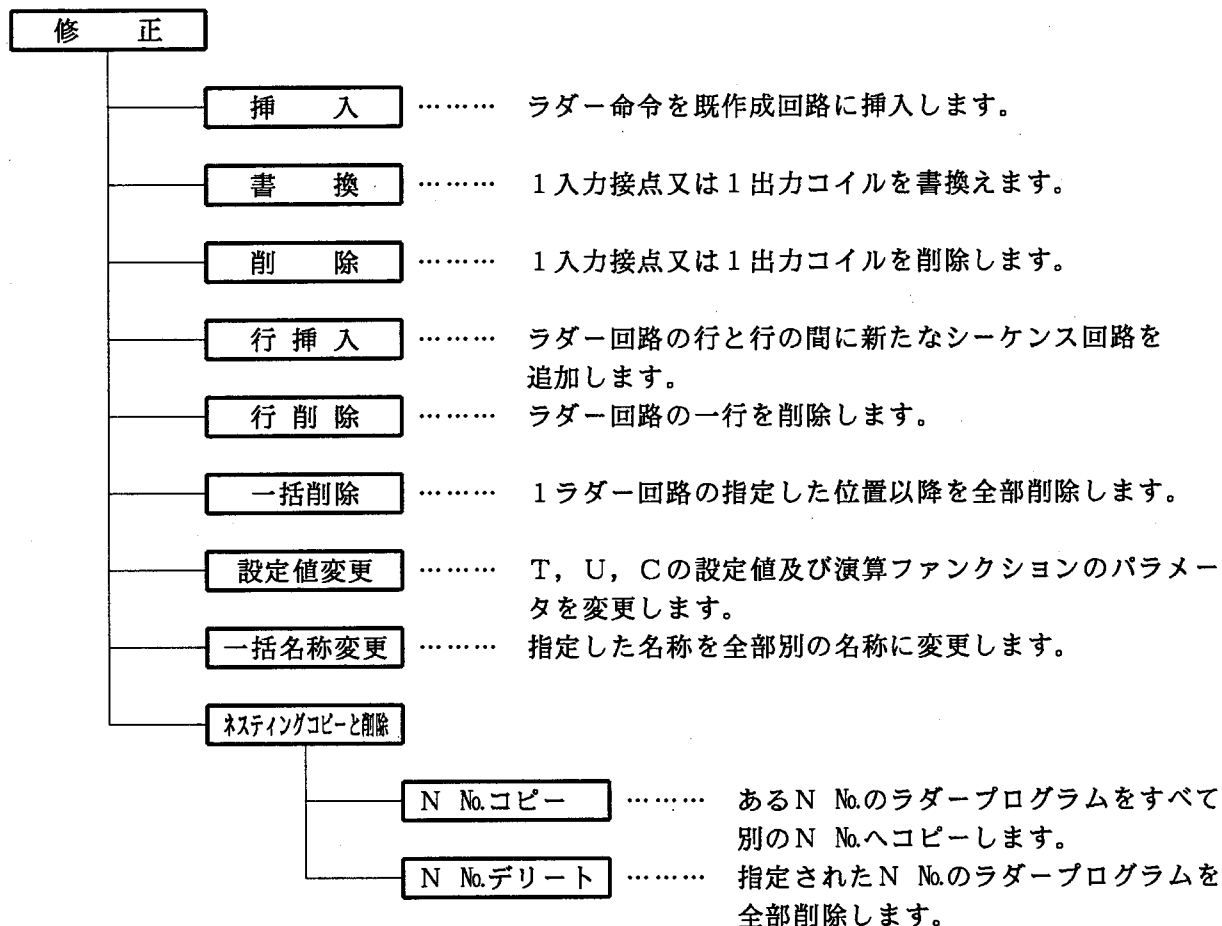 修　正
挿　入 ……… ラダー命令を既作成回路に挿入します。
書　換 ……… １入力接点又は１出力コイルを書換えます。
削　除 ……… １入力接点又は１出力コイルを削除します。
行 挿 入 ……… ラダー回路の行と行の間に新たなシーケンス回路を
追加します。
行 削 除 ……… ラダー回路の一行を削除します。
一括削除 ……… １ラダー回路の指定した位置以降を全部削除します。
設定値変更 ……… Ｔ，Ｕ，Ｃの設定値及び演算ファンクションのパラメー
タを変更します。
一括名称変更 ……… 指定した名称を全部別の名称に変更します。
ネスティングコピーと削除
Ｎ №コピー ……… あるＮ №のラダープログラムをすべて
別のＮ №へコピーします。
Ｎ №デリート ……… 指定されたＮ №のラダープログラムを
全部削除します。